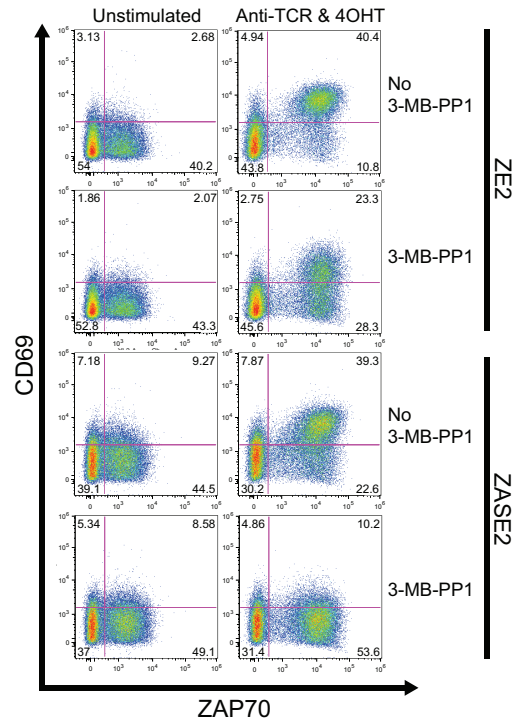 Unstimulated Anti-TCR & 4OHT
3.13 2.68 4.94 40.4
54 40.2 43.8 10.8
No
3-MB-PP1
1.86 2.07 2.75 23.3
52.8 43.3 45.6 28.3
3-MB-PP1
ZE2
7.18 9.27 7.87 39.3
39.1 44.5 30.2 22.6
No
3-MB-PP1
5.34 8.58 4.86 10.2
37 49.1 31.4 53.6
3-MB-PP1
ZASE2
CD69
ZAP70